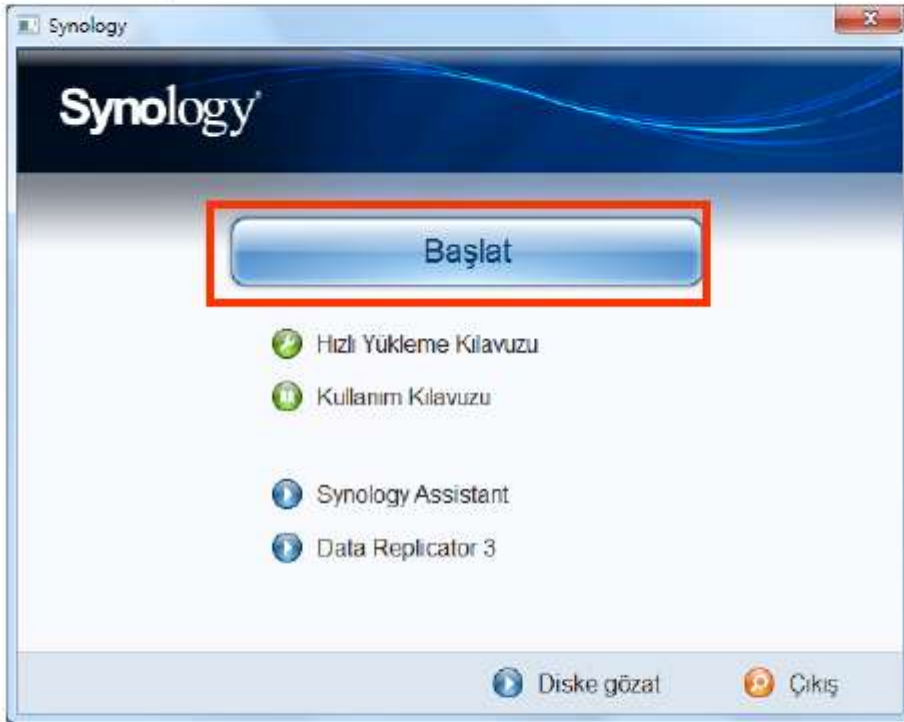 Synology
Synology
Başlat
Hızlı Yükleme Kılavuzu
Kullanım Kılavuzu
Synology Assistant
Data Replicator 3
Diske gözat
Çıkış